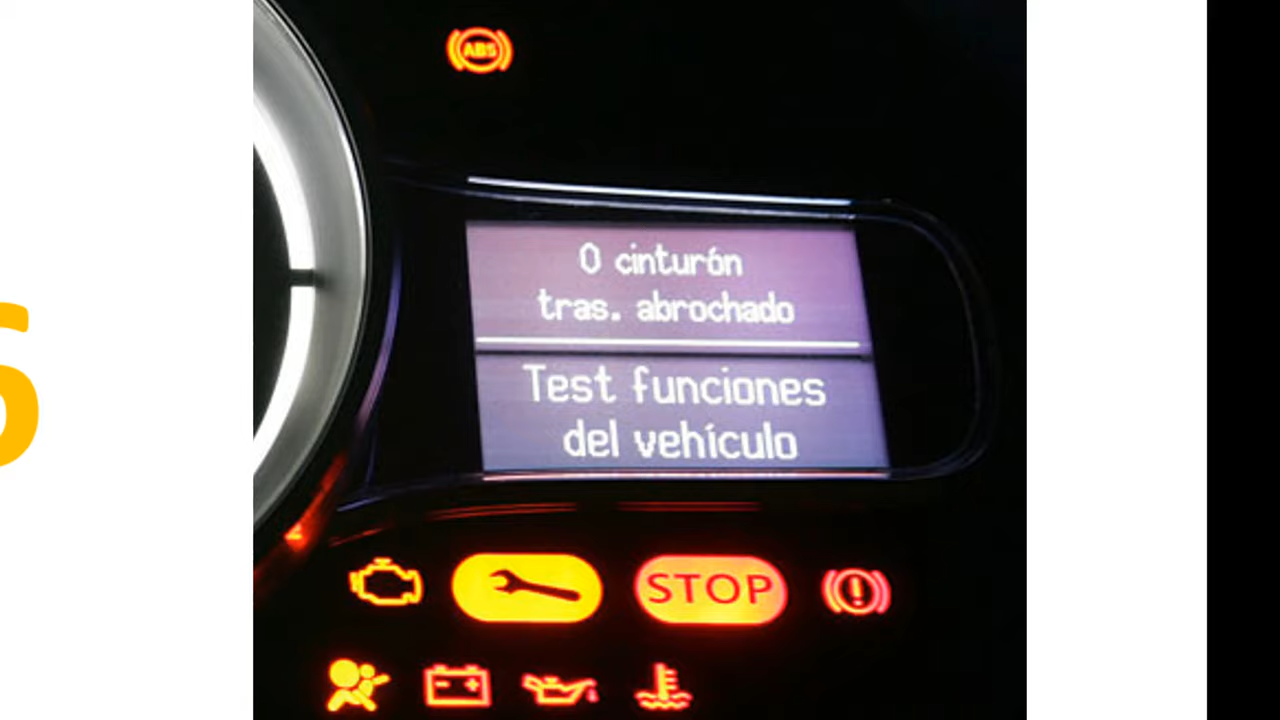 ABS
0 cinturón
tras. abrochado
Test funciones
del vehículo
STOP